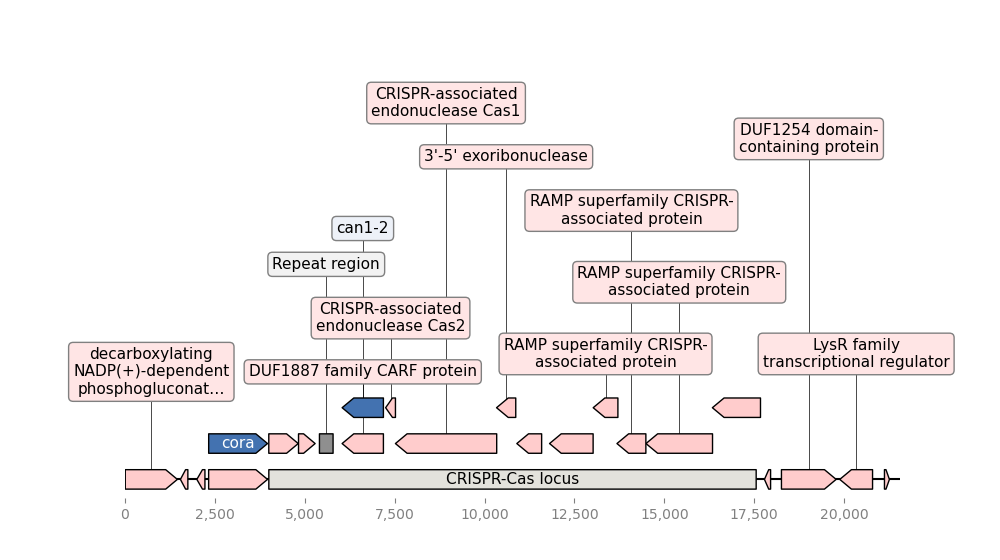 CRISPR-associated
endonuclease Cas1
DUF1254 domain-
containing protein
3'-5' exoribonuclease
RAMP superfamily CRISPR-
associated protein
can1-2
Repeat region
RAMP superfamily CRISPR-
associated protein
CRISPR-associated
endonuclease Cas2
decarboxylating
NADP(+)-dependent
phosphogluconat...
DUF1887 family CARF protein
RAMP superfamily CRISPR-
associated protein
LysR family
transcriptional regulator
cora
CRISPR-Cas locus
0 2,500 5,000 7,500 10,000 12,500 15,000 17,500 20,000